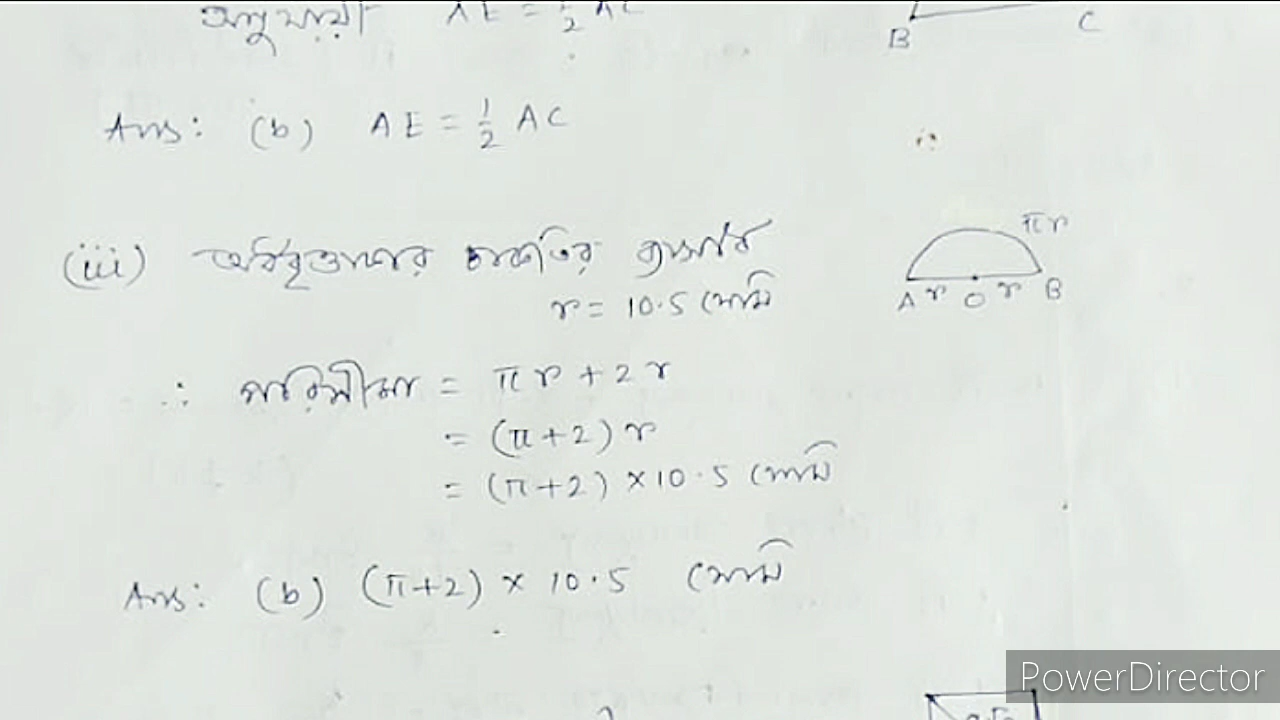 অনুযায়ী AE = 1/2 AC
B C
Ans: (b) AE = 1/2 AC
(iii) অর্ধবৃত্তাকার চাকতির ব্যাসার্ধ
r = 10.5 সেমি
πr
A r O r B
∴ পরিসীমা = πr + 2r
= (π+2) r
= (π+2) × 10.5 সেমি
Ans: (b) (π+2) × 10.5 সেমি
PowerDirector